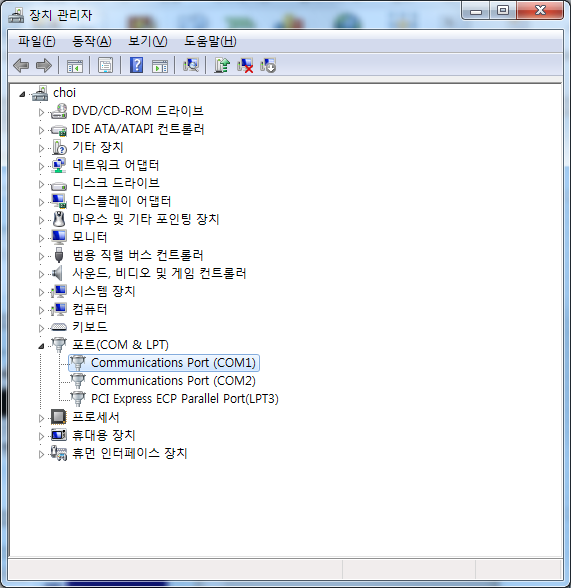 장치 관리자
파일(F) 동작(A) 보기(V) 도움말(H)
choi
DVD/CD-ROM 드라이브
IDE ATA/ATAPI 컨트롤러
기타 장치
네트워크 어댑터
디스크 드라이브
디스플레이 어댑터
마우스 및 기타 포인팅 장치
모니터
범용 직렬 버스 컨트롤러
사운드, 비디오 및 게임 컨트롤러
시스템 장치
컴퓨터
키보드
포트(COM & LPT)
Communications Port (COM1)
Communications Port (COM2)
PCI Express ECP Parallel Port(LPT3)
프로세서
휴대용 장치
휴먼 인터페이스 장치